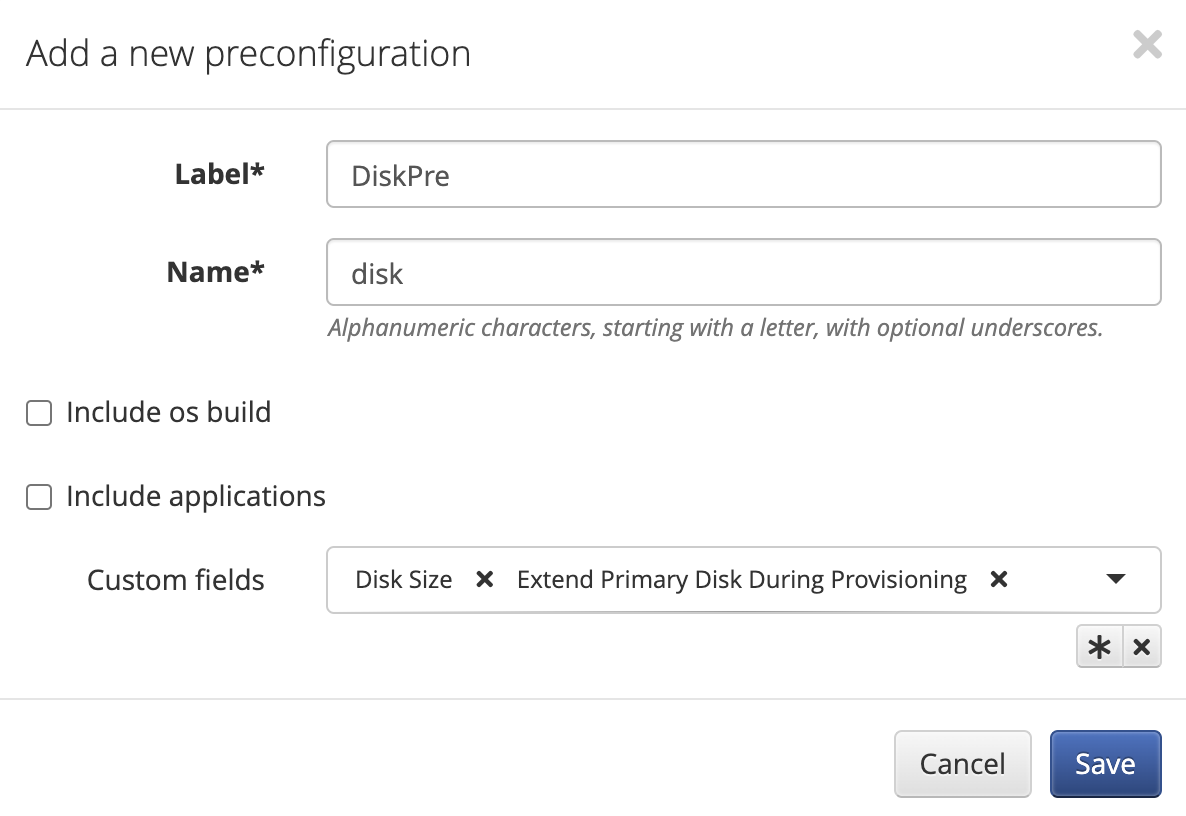 Add a new preconfiguration
Label*
DiskPre
Name*
disk
Alphanumeric characters, starting with a letter, with optional underscores.
Include os build
Include applications
Custom fields
Disk Size Extend Primary Disk During Provisioning
Cancel Save